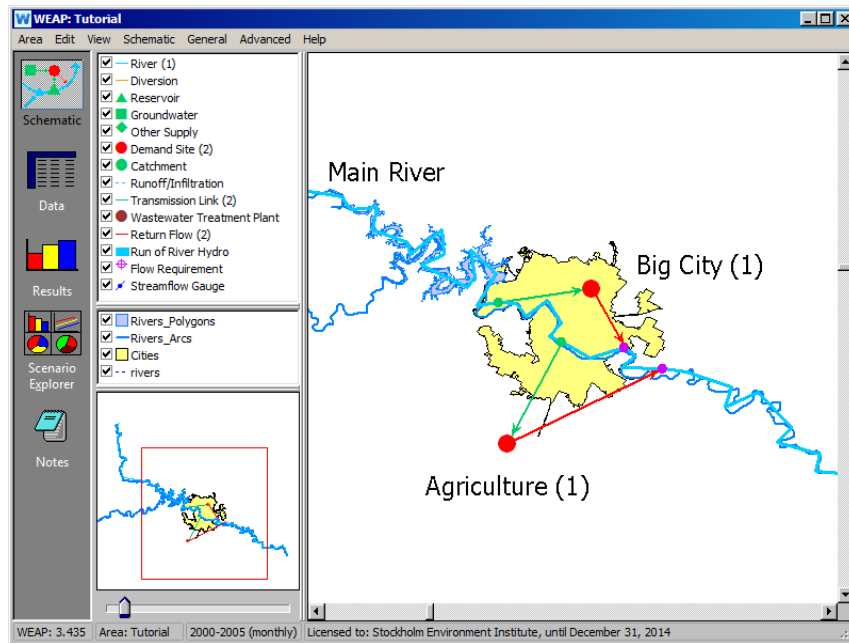 WEAP: Tutorial
Area Edit View Schematic General Advanced Help
Schematic
Data
Results
Scenario
Explorer
Notes
River (1)
Diversion
Reservoir
Groundwater
Other Supply
Demand Site (2)
Catchment
Runoff/Infiltration
Transmission Link (2)
Wastewater Treatment Plant
Return Flow (2)
Run of River Hydro
Flow Requirement
Streamflow Gauge
Rivers_Polygons
Rivers_Arcs
Cities
rivers
Main River
Big City (1)
Agriculture (1)
WEAP: 3.435 Area: Tutorial 2000-2005 (monthly) Licensed to: Stockholm Environment Institute, until December 31, 2014